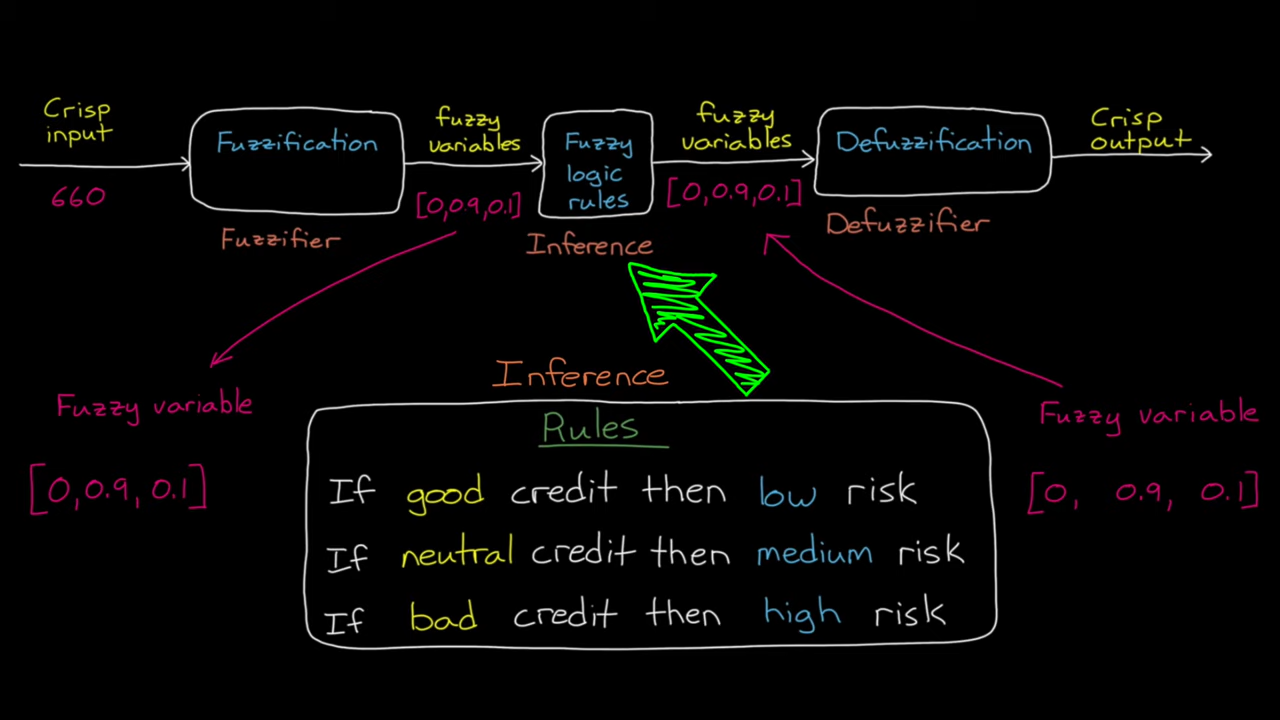 Crisp
input
660
Fuzzification
Fuzzifier
fuzzy
variables
[0,0.9,0.1]
Fuzzy
logic
rules
Inference
fuzzy
variables
[0,0.9,0.1]
Defuzzification
Defuzzifier
Crisp
output
Fuzzy variable
[0,0.9, 0.1]
Inference
Rules
If good credit then low risk
If neutral credit then medium risk
If bad credit then high risk
Fuzzy variable
[0, 0.9, 0.1]